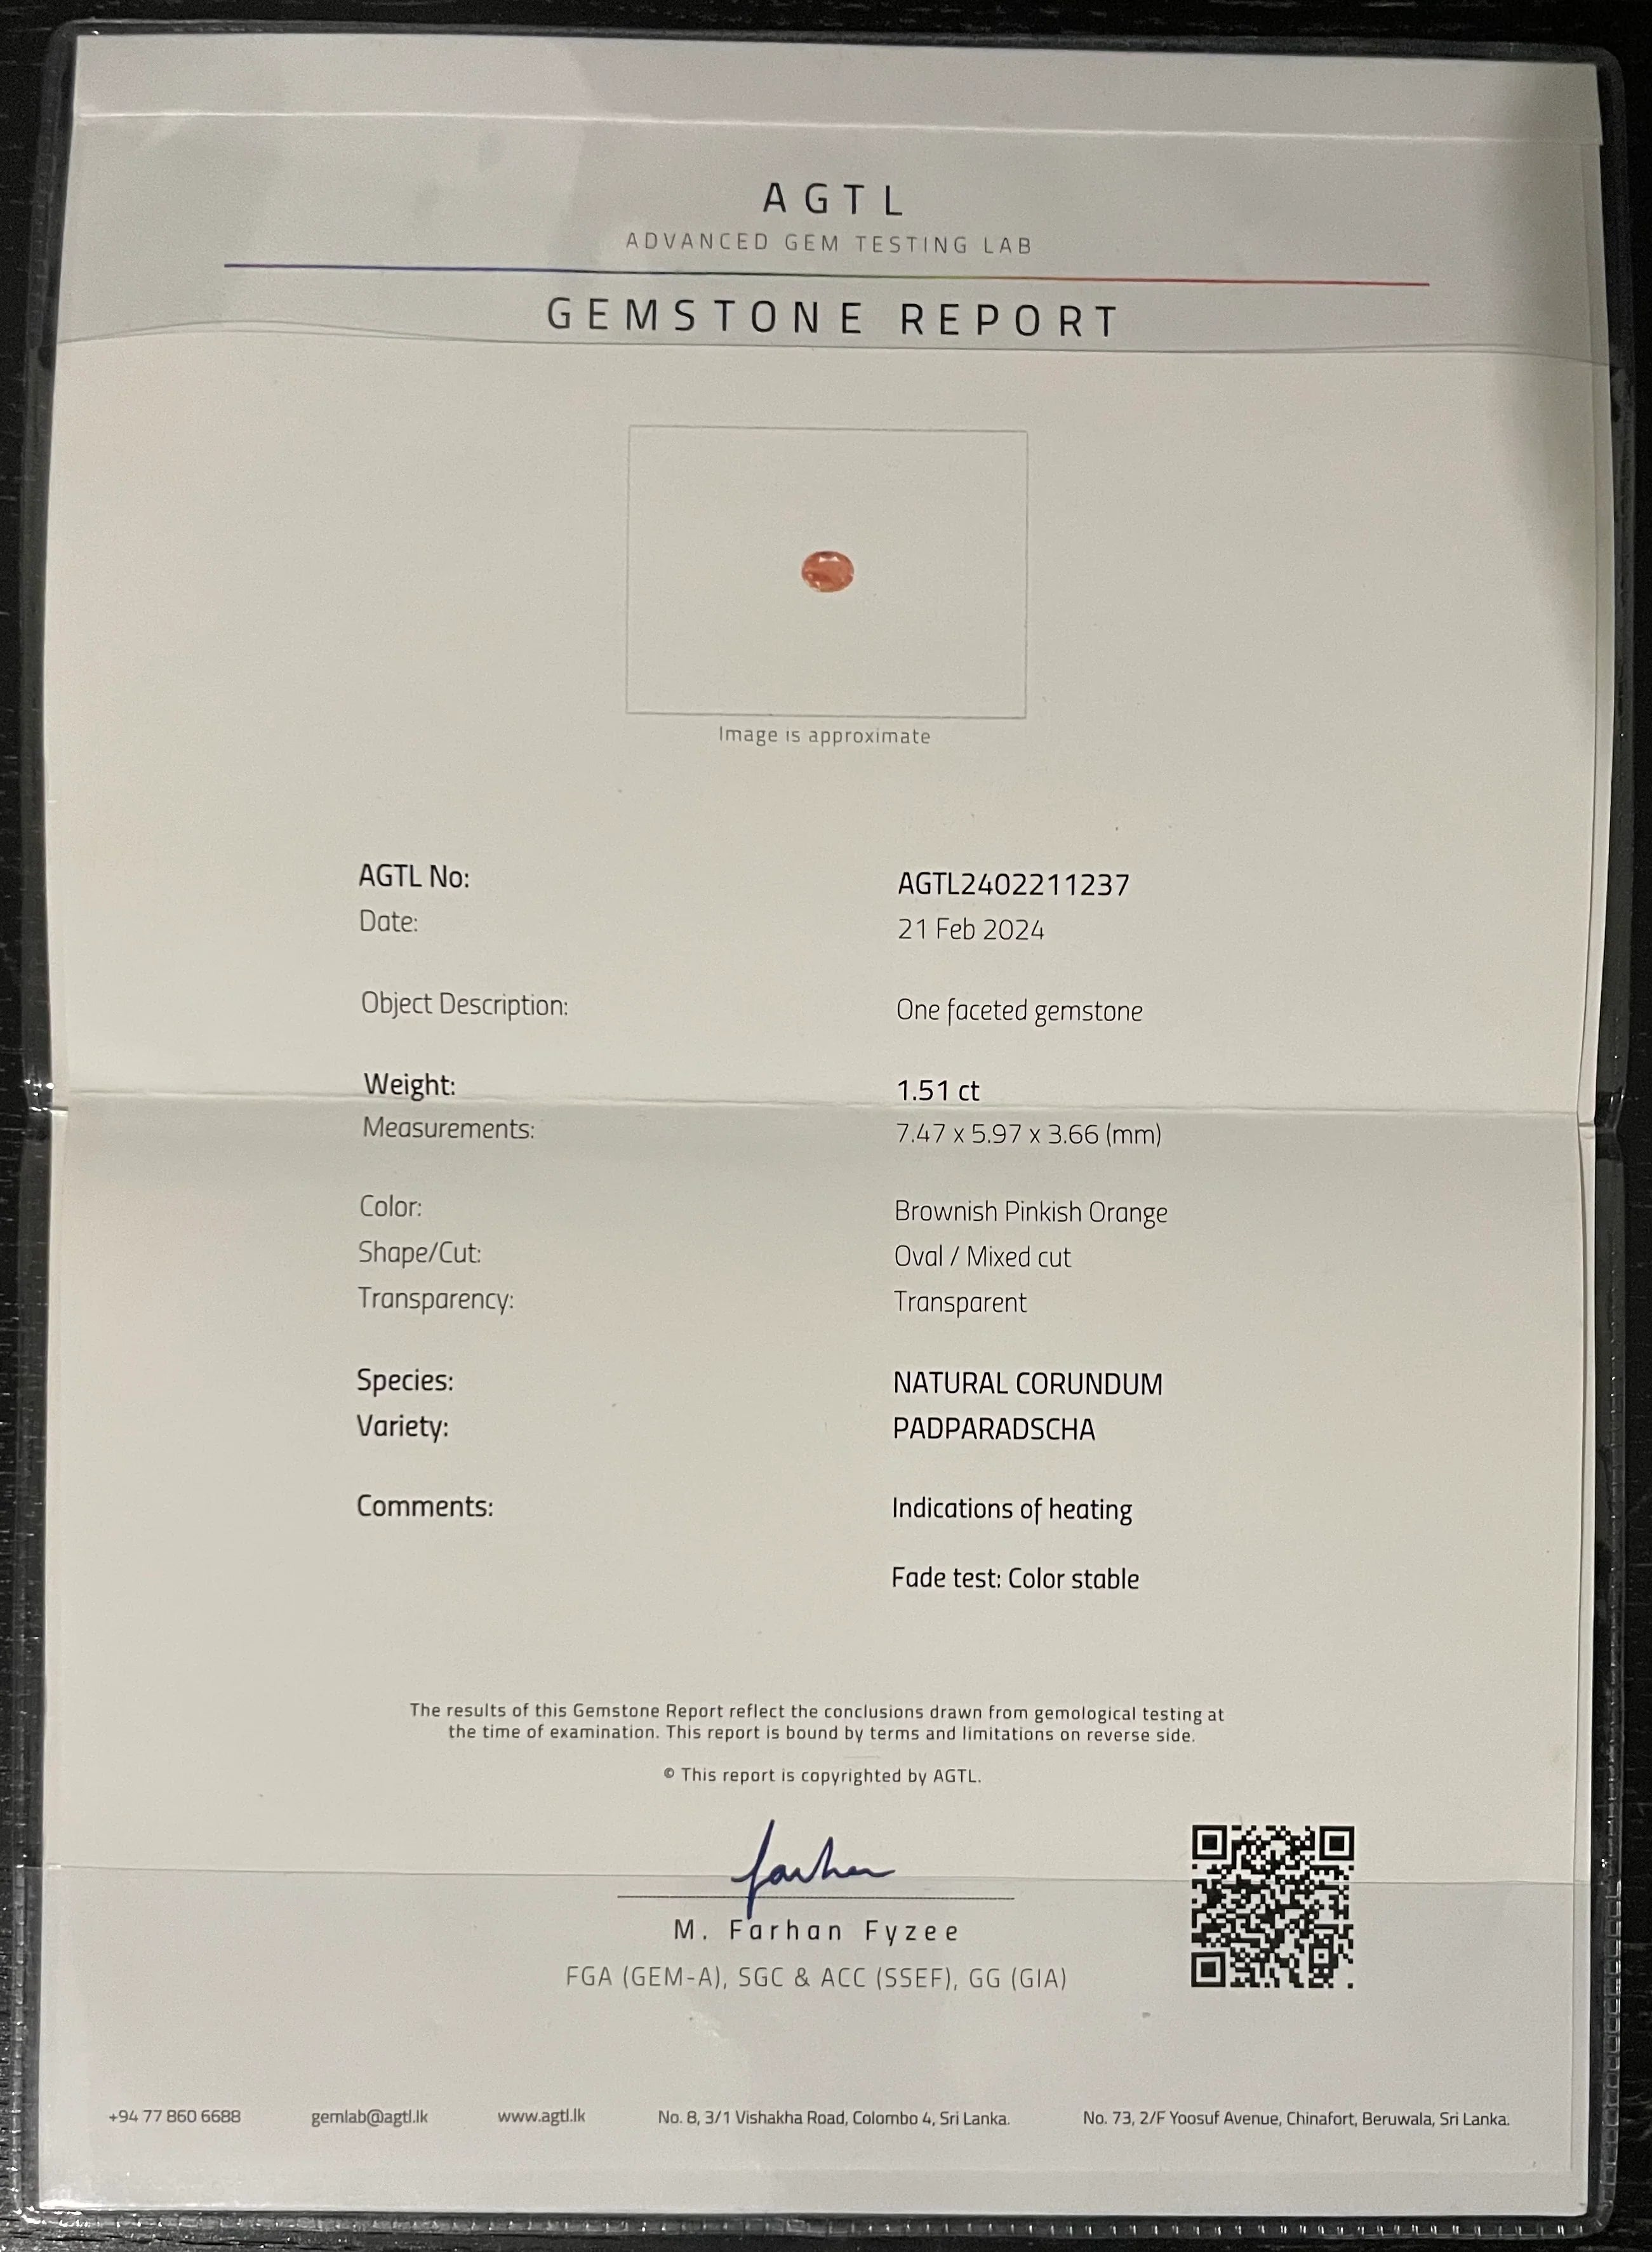 AGTL
ADVANCED GEM TESTING LAB
GEMSTONE REPORT
Image is approximate
AGTL No: AGTL2402211237
Date: 21 Feb 2024
Object Description: One faceted gemstone
Weight: 1.51 ct
Measurements: 7.47 x 5.97 x 3.66 (mm)
Color: Brownish Pinkish Orange
Shape/Cut: Oval / Mixed cut
Transparency: Transparent
Species: NATURAL CORUNDUM
Variety: PADPARADSCHA
Comments: Indications of heating
Fade test: Color stable
The results of this Gemstone Report reflect the conclusions drawn from gemological testing at
the time of examination. This report is bound by terms and limitations on reverse side.
© This report is copyrighted by AGTL.
farhan
M. Farhan Fyzee
FGA (GEM-A), SGC & ACC (SSEF), GG (GIA)
+94 77 860 6688 gemlab@agtl.lk www.agtl.lk No. 8, 3/1 Vishakha Road, Colombo 4, Sri Lanka. No. 73, 2/F Yoosuf Avenue, Chinafort, Beruwala, Sri Lanka.